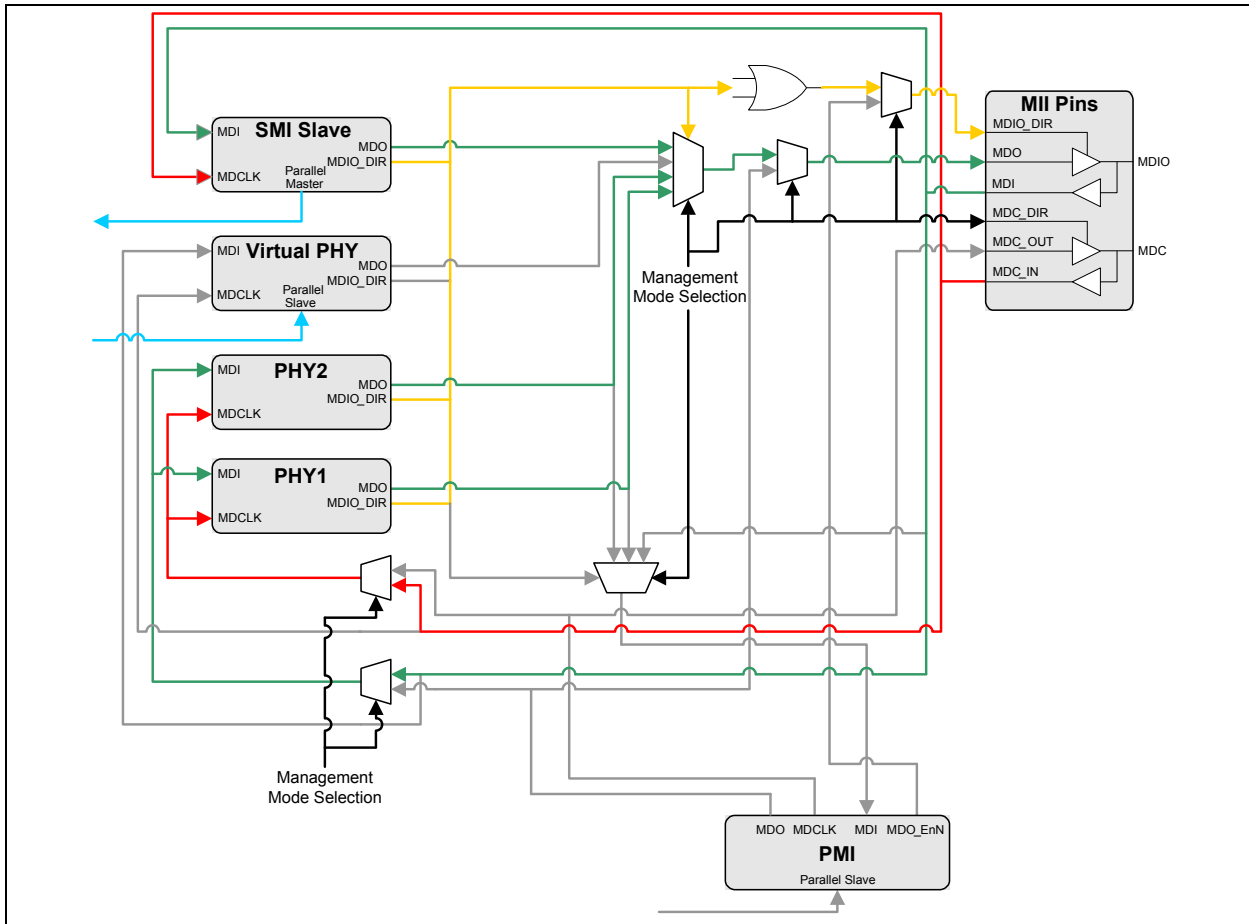 SMI Slave
MDI
MDO
MDIO_DIR
MDCLK
Parallel
Master
Virtual PHY
MDI
MDO
MDIO_DIR
MDCLK
Parallel
Slave
PHY2
MDI
MDO
MDIO_DIR
MDCLK
PHY1
MDI
MDO
MDIO_DIR
MDCLK
Management
Mode Selection
MII Pins
MDIO_DIR
MDO
MDIO
MDI
MDC_DIR
MDC_OUT
MDC
MDC_IN
Management
Mode Selection
MDO
MDCLK
MDI
MDO_EnN
PMI
Parallel Slave